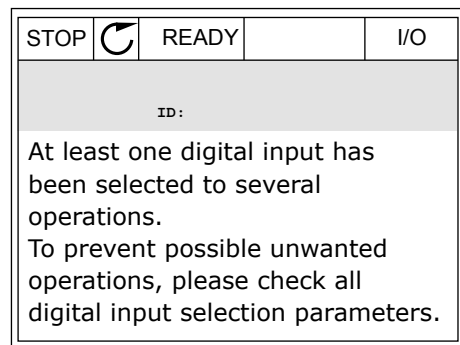 STOP READY I/O
ID:
At least one digital input has
been selected to several
operations.
To prevent possible unwanted
operations, please check all
digital input selection parameters.